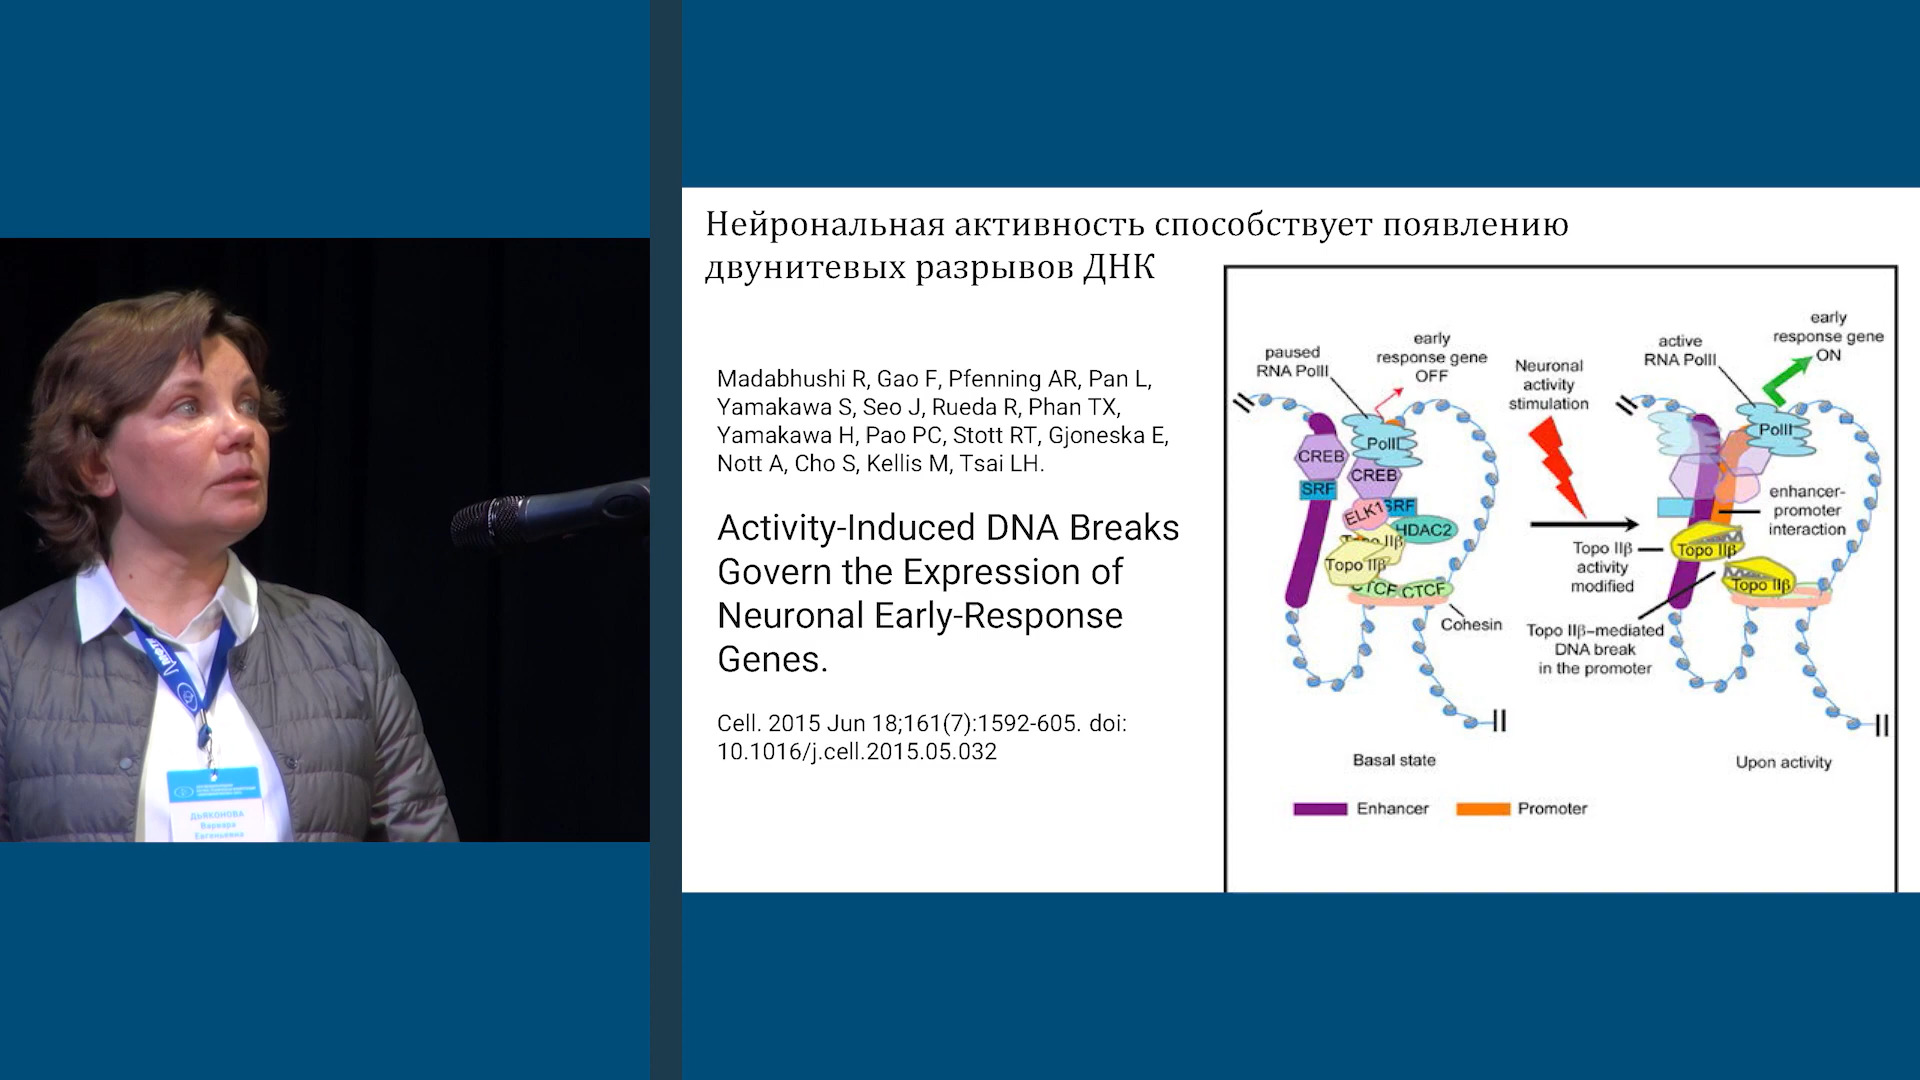 Нейрональная активность способствует появлению
двунитевых разрывов ДНК
Madabhushi R, Gao F, Pfenning AR, Pan L,
Yamakawa S, Seo J, Rueda R, Phan TX,
Yamakawa H, Pao PC, Stott RT, Gjoneska E,
Nott A, Cho S, Kellis M, Tsai LH.
Activity-Induced DNA Breaks
Govern the Expression of
Neuronal Early-Response
Genes.
Cell. 2015 Jun 18;161(7):1592-605. doi:
10.1016/j.cell.2015.05.032
paused
RNA PolII
early
response gene
OFF
PolII
CREB
CREB
SRF
SRF
ELK1
HDAC2
Topo IIβ
Topo IIβ
CTCF
CTCF
Cohesin
Basal state
Neuronal
activity
stimulation
active
RNA PolII
early
response gene
ON
PolII
enhancer-
promoter
interaction
Topo IIβ
activity
modified
Topo IIβ
Topo IIβ
Topo IIβ–mediated
DNA break
in the promoter
Upon activity
Enhancer
Promoter
ДЬЯКОНОВА
Варвара
Евгеньевна